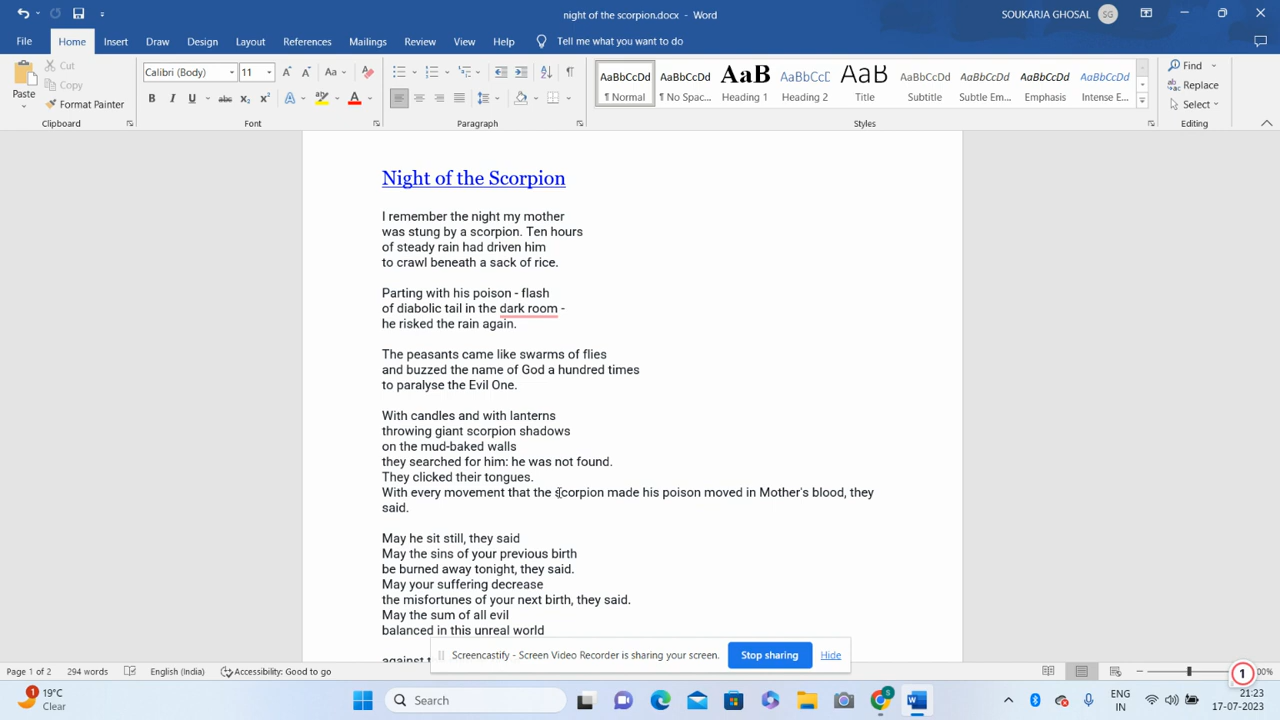 night of the scorpion.docx - Word
SOUKARJA GHOSAL SG
File Home Insert Draw Design Layout References Mailings Review View Help Tell me what you want to do
Paste Cut Copy Format Painter
Calibri (Body) 11
AaBbCcDd ¶ Normal
AaBbCcDd ¶ No Spac...
AaBbC Heading 1
AaBbCcC Heading 2
AaB Title
AaBbCcDd Subtitle
AaBbCcDd Subtle Em...
AaBbCcDd Emphasis
AaBbCcDd Intense E...
Find
Replace
Select
Clipboard Font Paragraph Styles Editing
Night of the Scorpion
I remember the night my mother
was stung by a scorpion. Ten hours
of steady rain had driven him
to crawl beneath a sack of rice.
Parting with his poison - flash
of diabolic tail in the dark room -
he risked the rain again.
The peasants came like swarms of flies
and buzzed the name of God a hundred times
to paralyse the Evil One.
With candles and with lanterns
throwing giant scorpion shadows
on the mud-baked walls
they searched for him: he was not found.
They clicked their tongues.
With every movement that the scorpion made his poison moved in Mother's blood, they
said.
May he sit still, they said
May the sins of your previous birth
be burned away tonight, they said.
May your suffering decrease
the misfortunes of your next birth, they said.
May the sum of all evil
balanced in this unreal world
against
Screencastify - Screen Video Recorder is sharing your screen. Stop sharing Hide
Page 1 of 2 294 words English (India) Accessibility: Good to go
1
19°C
Clear
Search
ENG
IN
21:23
17-07-2023